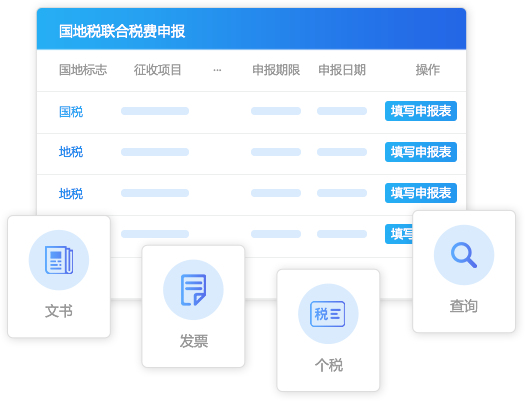 国地税联合税费申报
国地税标志 征收项目 ... 申报期限 申报日期 操作
国税 填写申报表
地税 填写申报表
地税 填写申报表
填写
文书
发票
税
个税
查询